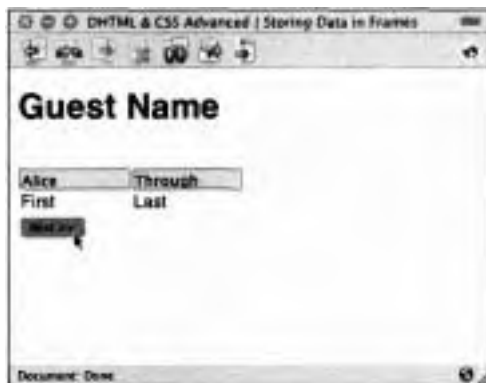 DHTML & CSS Advanced | Storing Data in Frames
Guest Name
Alice Through
First Last
Document: Done